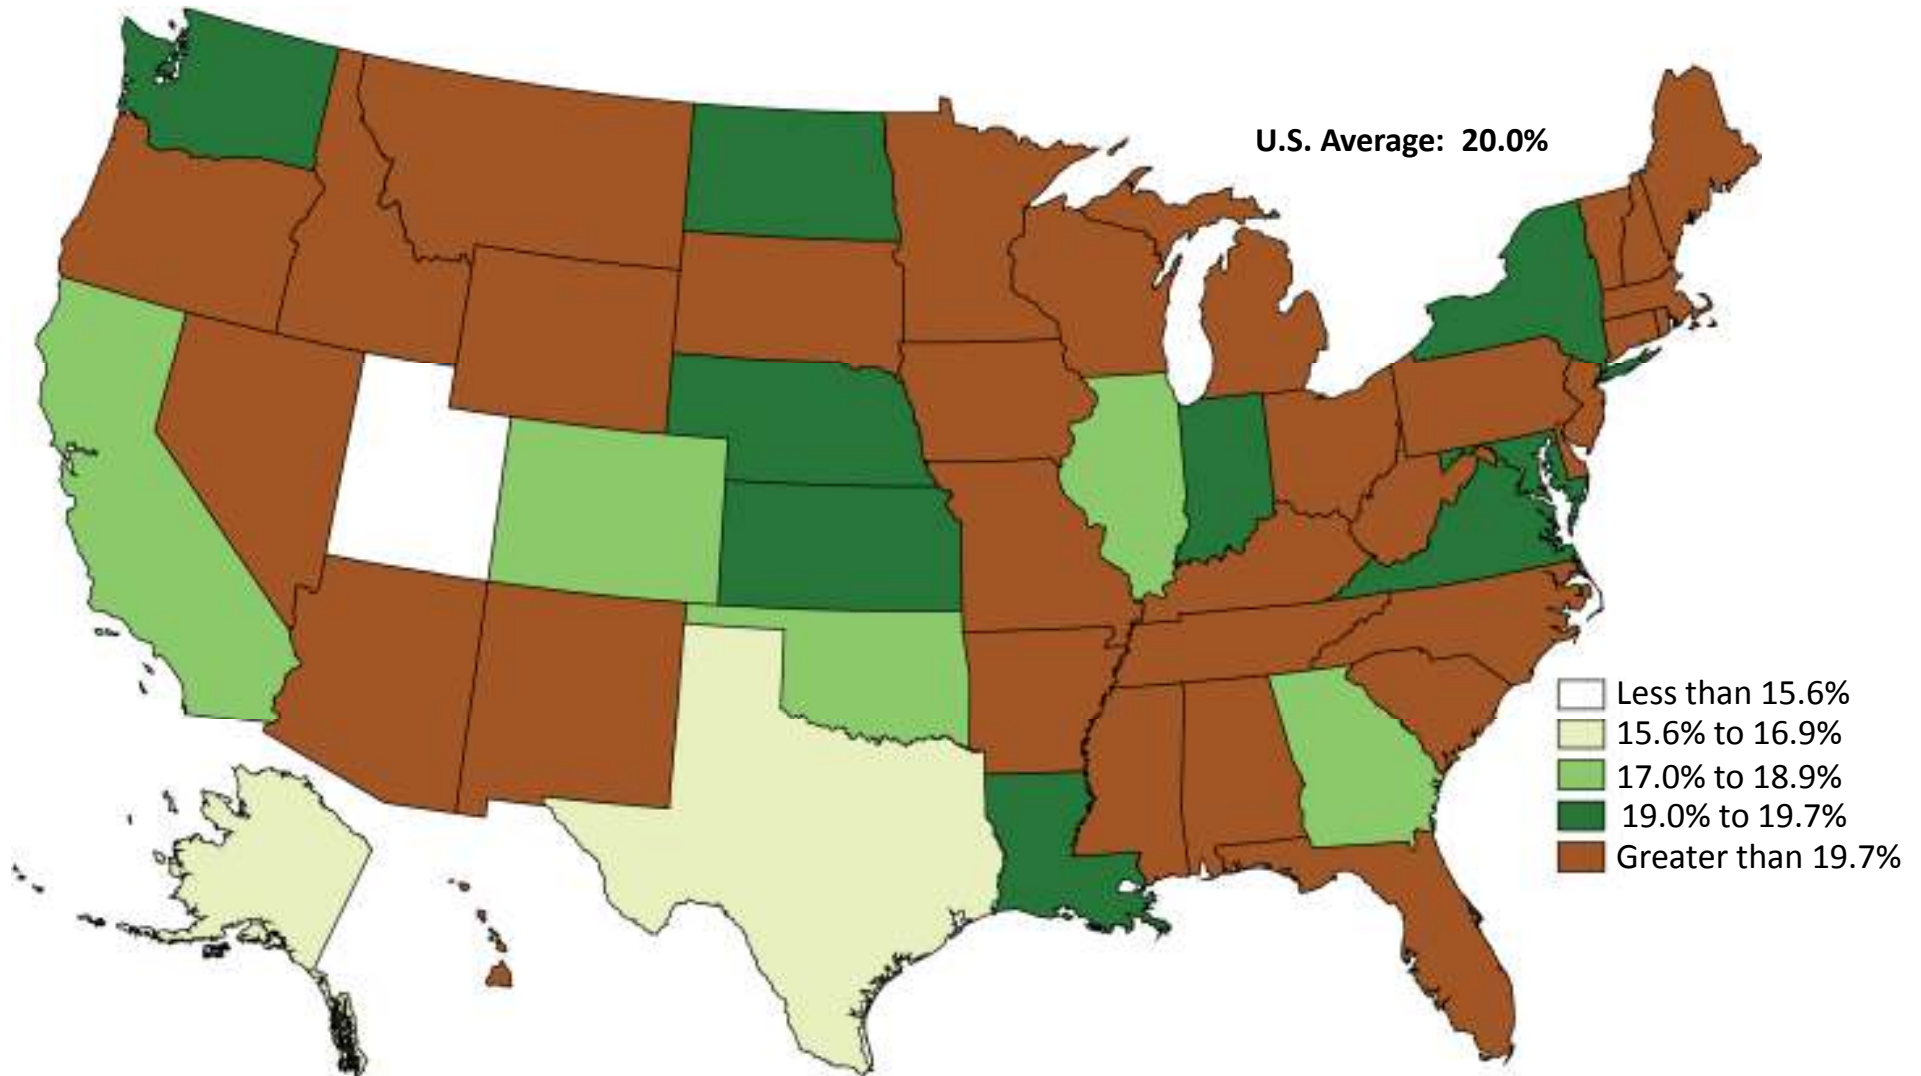 U.S. Average: 20.0%
Less than 15.6%
15.6% to 16.9%
17.0% to 18.9%
19.0% to 19.7%
Greater than 19.7%